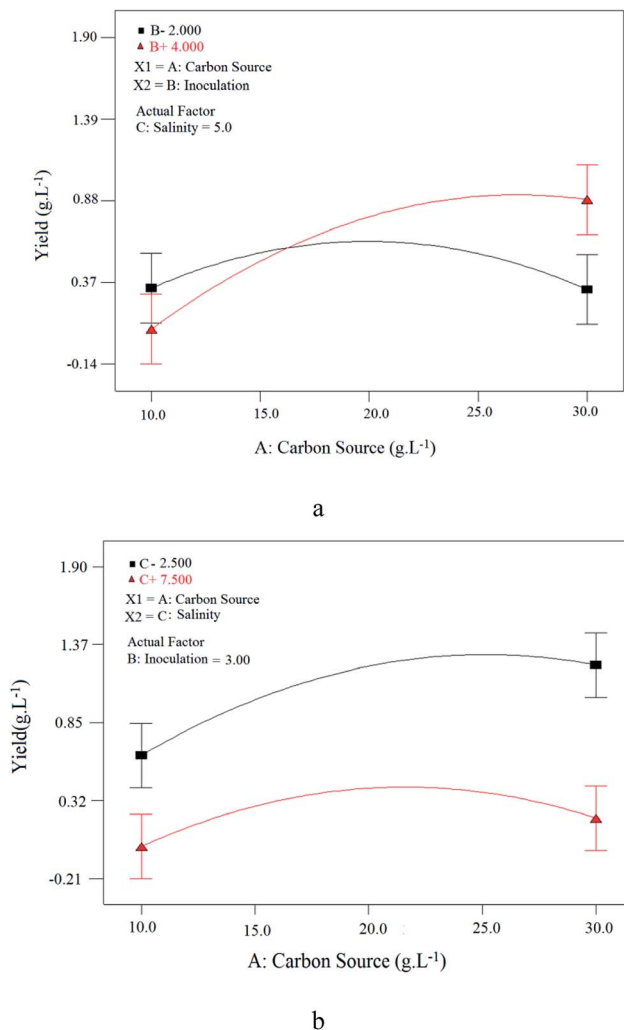 a
1.90
1.39
0.88
0.37
-0.14
Yield (g.L-1)
B- 2.000
B+ 4.000
X1 = A: Carbon Source
X2 = B: Inoculation
Actual Factor
C: Salinity = 5.0
10.0 15.0 20.0 25.0 30.0
A: Carbon Source (g.L-1)
a
1.90
1.37
0.85
0.32
-0.21
Yield(g.L-1)
C- 2.500
C+ 7.500
X1 = A: Carbon Source
X2 = C: Salinity
Actual Factor
B: Inoculation = 3.00
10.0 15.0 20.0 25.0 30.0
A: Carbon Source (g.L-1)
b